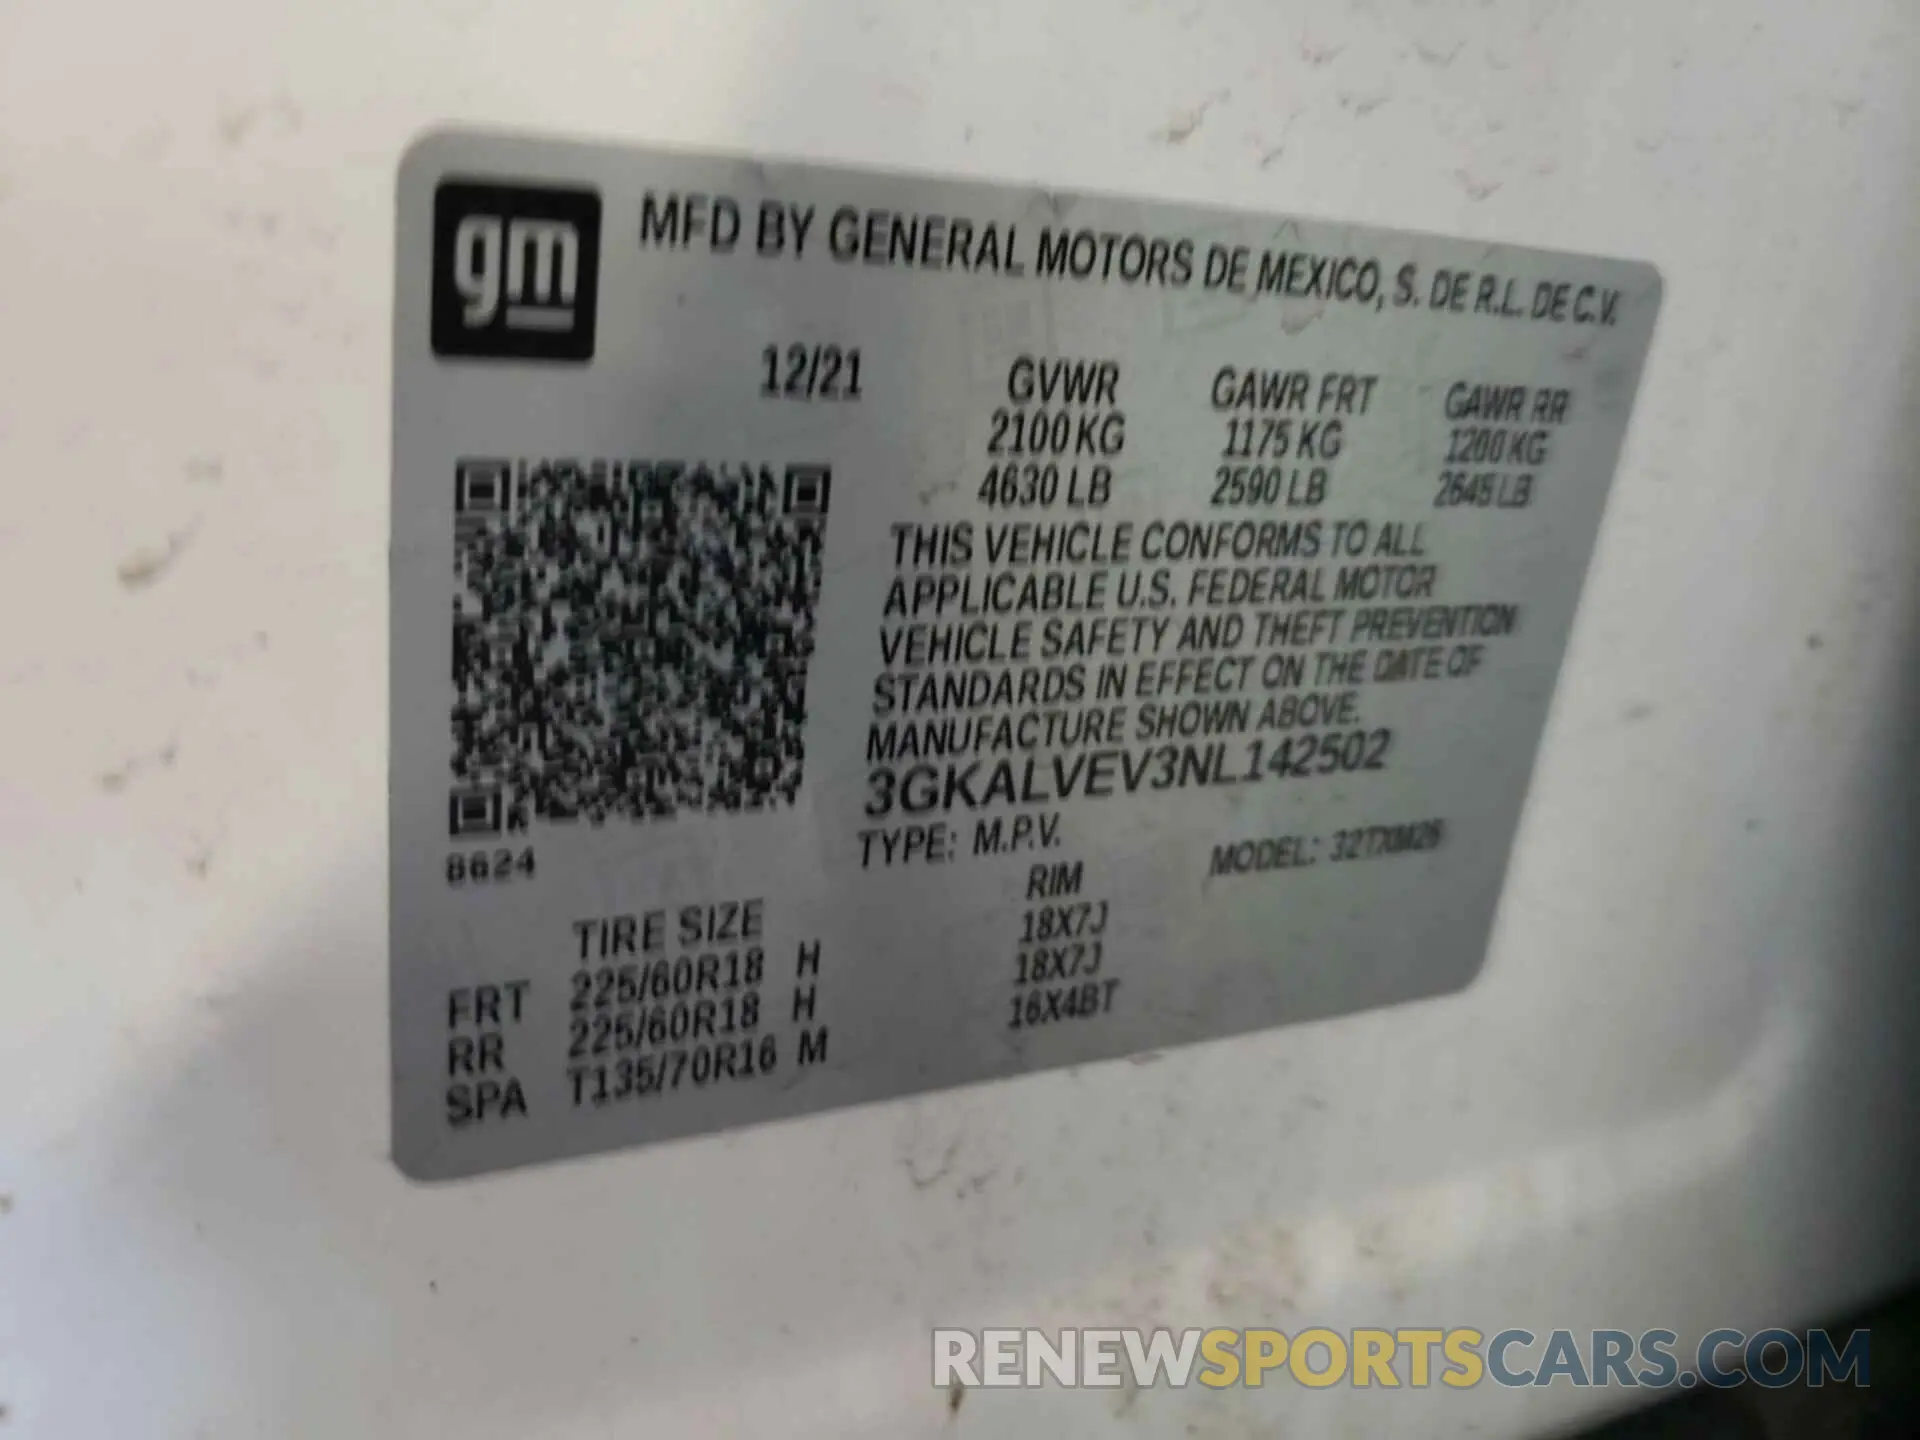 gm
MFD BY GENERAL MOTORS DE MEXICO, S. DE R.L. DE C.V.
12/21 GVWR GAWR FRT GAWR RR
2100 KG 1175 KG 1200 KG
4630 LB 2590 LB 2645 LB
THIS VEHICLE CONFORMS TO ALL
APPLICABLE U.S. FEDERAL MOTOR
VEHICLE SAFETY AND THEFT PREVENTION
STANDARDS IN EFFECT ON THE DATE OF
MANUFACTURE SHOWN ABOVE.
3GKALVEV3NL142502
TYPE: M.P.V. MODEL:
8624
TIRE SIZE RIM
FRT 225/60R18 H 18X7J
RR 225/60R18 H 18X7J
SPA T135/70R16 M 16X4BT
RENEWSPORTSCARS.COM